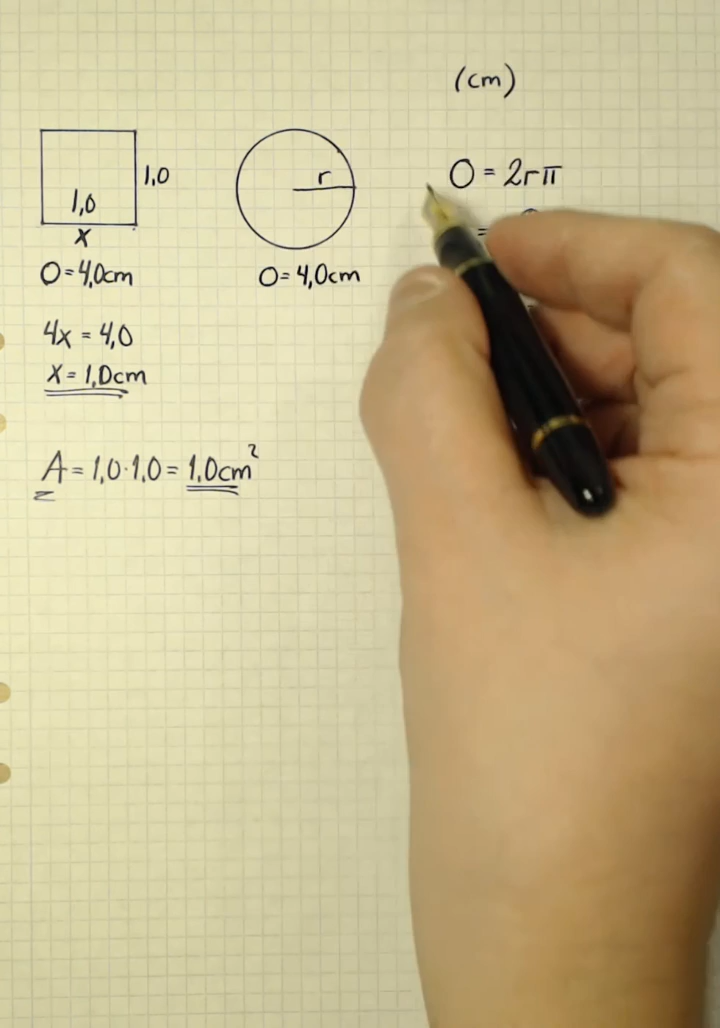 (cm)
1,0
1,0
x
O = 4,0cm
4x = 4,0
x = 1,0cm
A = 1,0·1,0 = 1,0cm²
r
O = 4,0cm
O = 2rπ
=